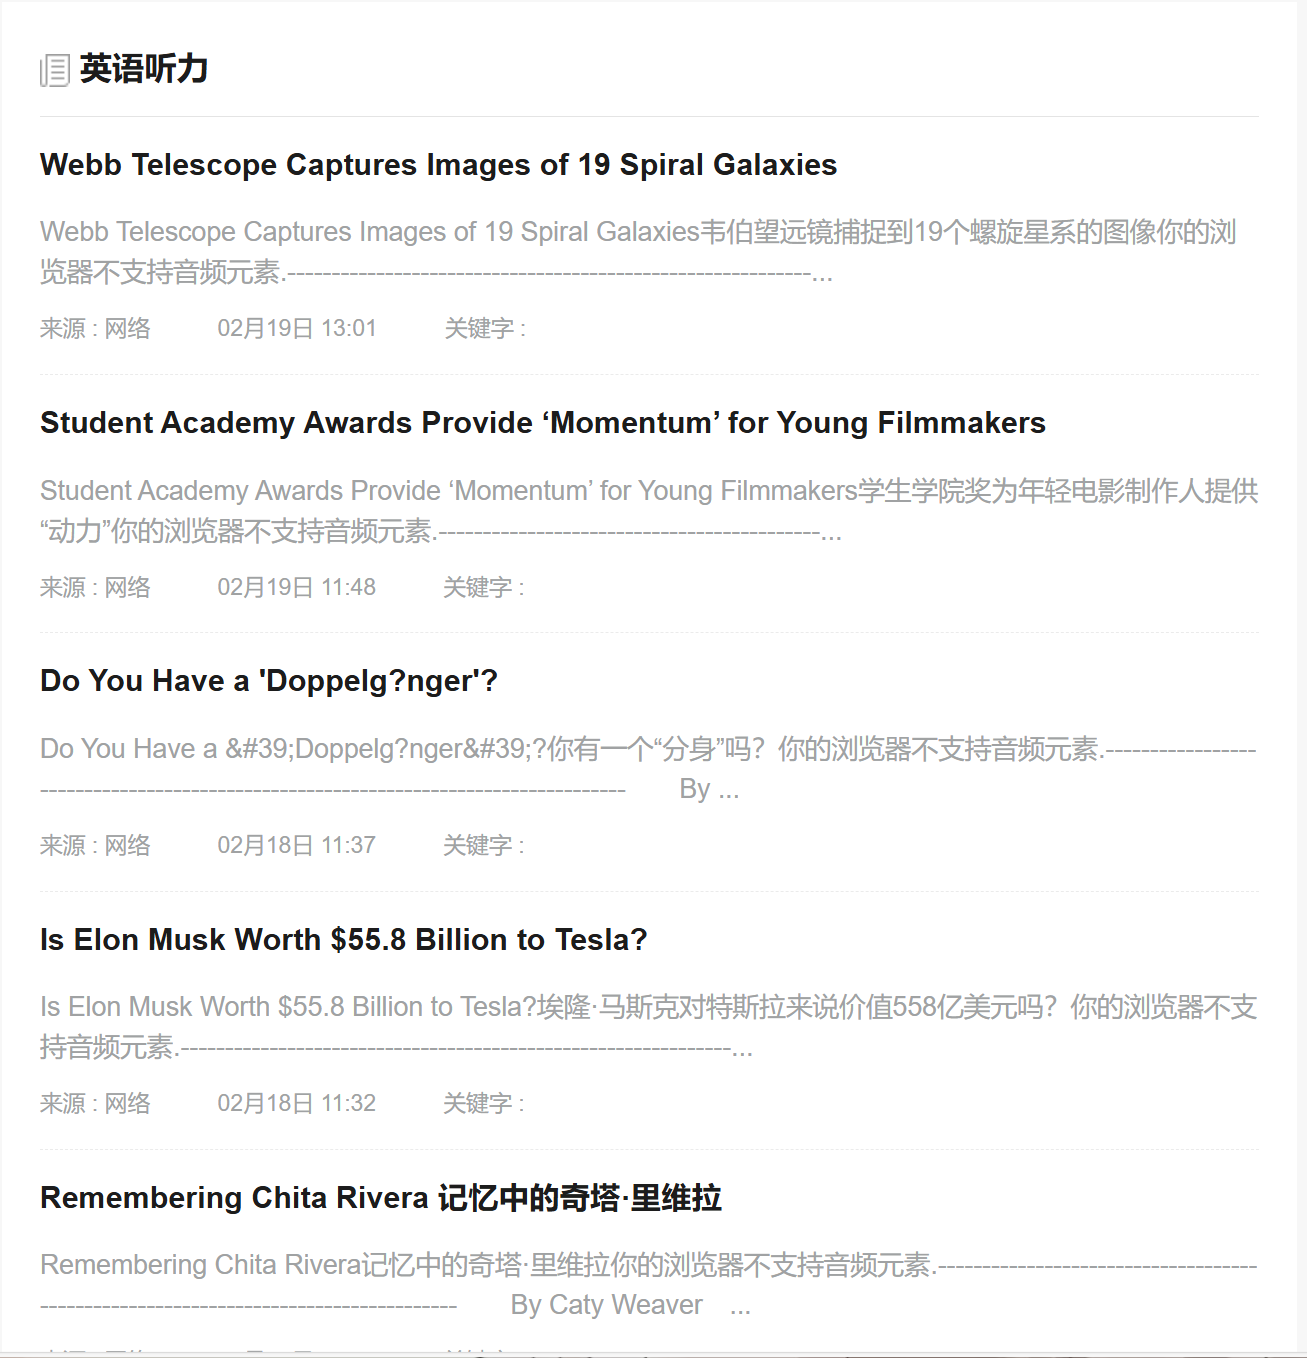 英语听力
Webb Telescope Captures Images of 19 Spiral Galaxies
Webb Telescope Captures Images of 19 Spiral Galaxies韦伯望远镜捕捉到19个螺旋星系的图像你的浏
览器不支持音频元素.-----------------------------------------------------------...
来源 : 网络 02月19日 13:01 关键字 :
Student Academy Awards Provide ‘Momentum’ for Young Filmmakers
Student Academy Awards Provide ‘Momentum’ for Young Filmmakers学生学院奖为年轻电影制作人提供
“动力”你的浏览器不支持音频元素.-------------------------------------------...
来源 : 网络 02月19日 11:48 关键字 :
Do You Have a 'Doppelg?nger'?
Do You Have a &#39;Doppelg?nger&#39;?你有一个“分身”吗？你的浏览器不支持音频元素.-----------------
------------------------------------------------------------------ By ...
来源 : 网络 02月18日 11:37 关键字 :
Is Elon Musk Worth $55.8 Billion to Tesla?
Is Elon Musk Worth $55.8 Billion to Tesla?埃隆·马斯克对特斯拉来说价值558亿美元吗？你的浏览器不支
持音频元素.--------------------------------------------------------------...
来源 : 网络 02月18日 11:32 关键字 :
Remembering Chita Rivera 记忆中的奇塔·里维拉
Remembering Chita Rivera记忆中的奇塔·里维拉你的浏览器不支持音频元素.------------------------------------
----------------------------------------------- By Caty Weaver ...